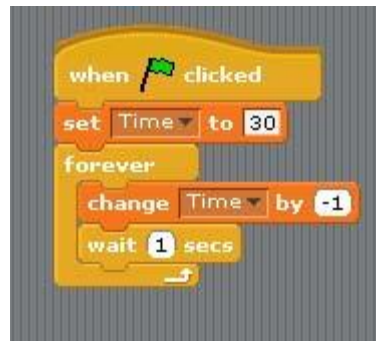 when clicked
set Time to 30
forever
change Time by -1
wait 1 secs